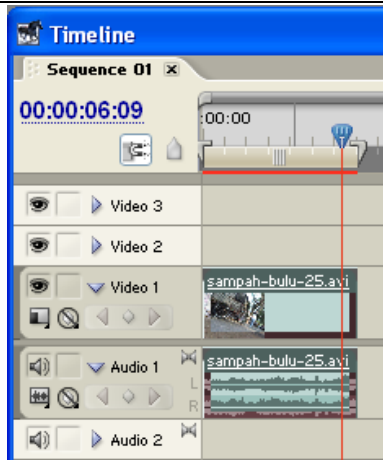 Timeline
Sequence 01
00:00:06:09
:00:00
Video 3
Video 2
Video 1
sampah-bulu-25.avi
Audio 1
sampah-bulu-25.avi
L
R
Audio 2